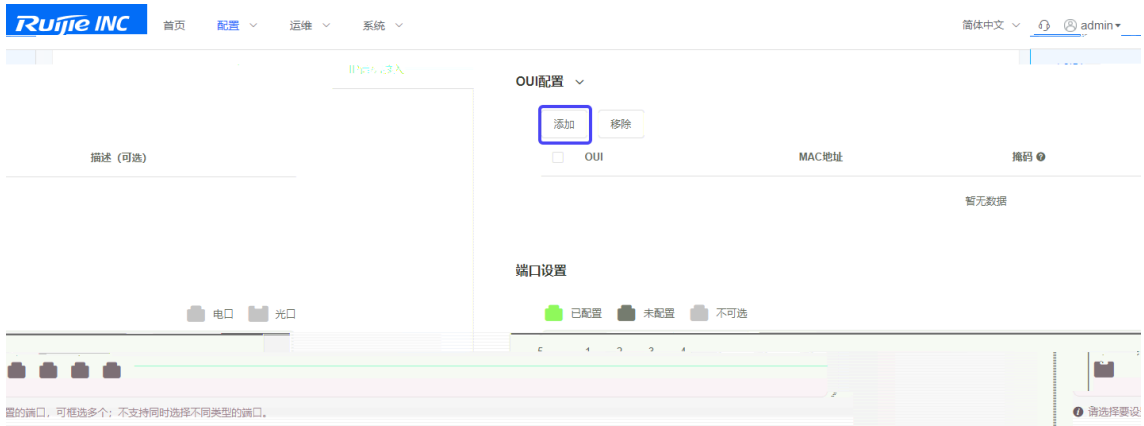 Ruijie INC 首页 配置 运维 系统 简体中文 admin
OUI配置
添加 移除
描述（可选） OUI MAC地址 掩码
暂无数据
端口设置
电口 光口 已配置 未配置 不可选
置的端口，可框选多个；不支持同时选择不同类型的端口。 请选择要设